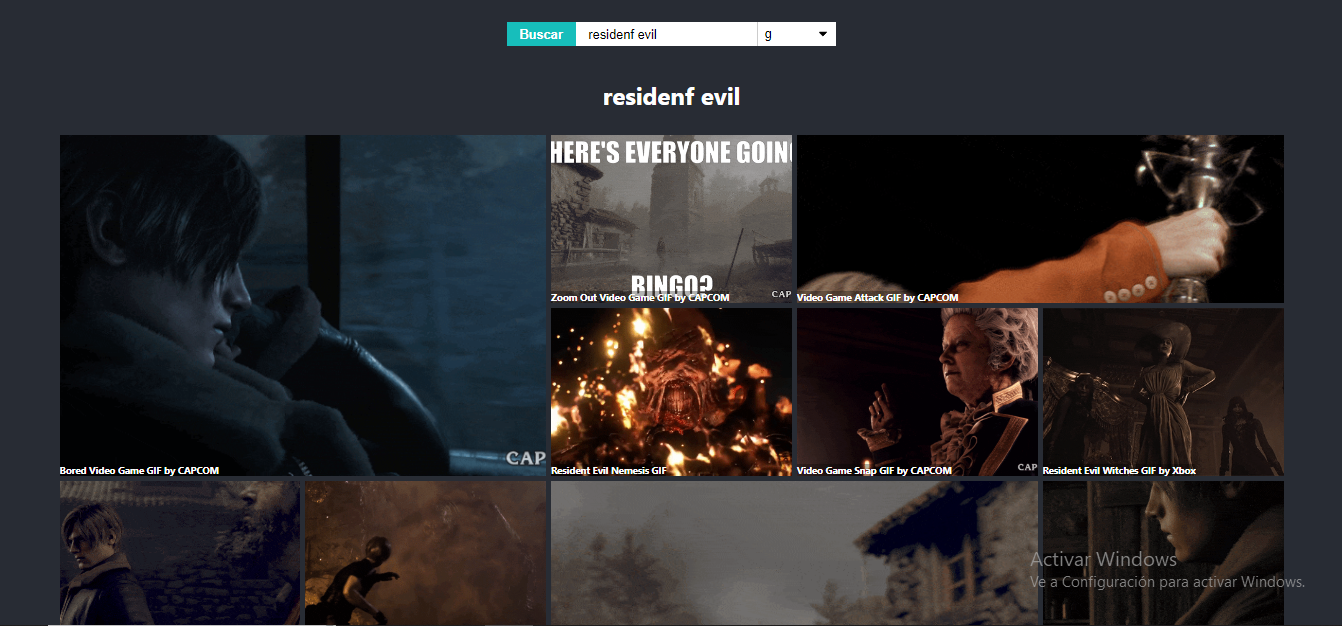 Buscar
residenf evil
g
residenf evil
HERE'S EVERYONE GOIN
BINGO?
CAP
Zoom Out Video Game GIF by CAPCOM
Video Game Attack GIF by CAPCOM
CAP
Bored Video Game GIF by CAPCOM
Resident Evil Nemesis GIF
CAP
Video Game Snap GIF by CAPCOM
Resident Evil Witches GIF by Xbox
Activar Windows
Ve a Configuración para activar Windows.